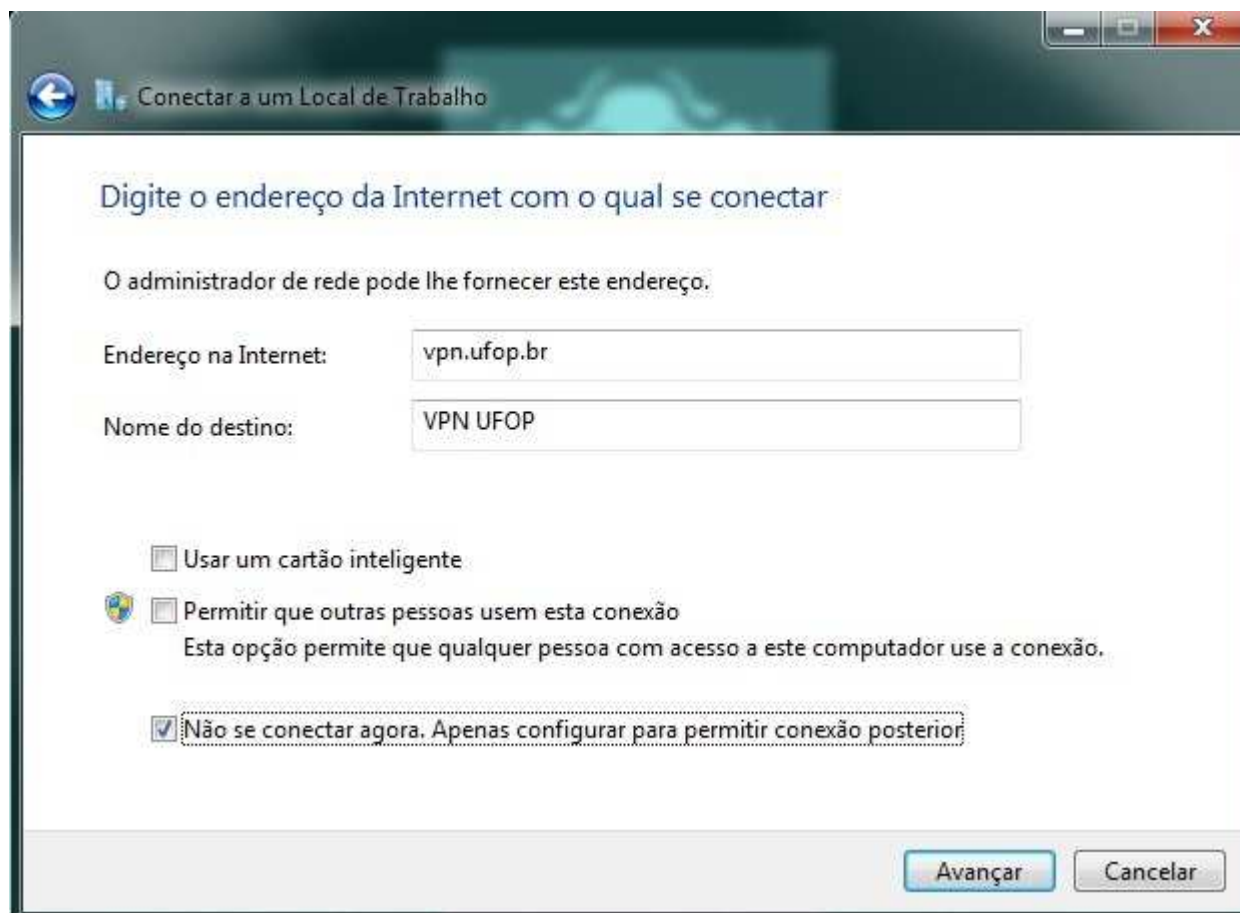 Conectar a um Local de Trabalho
Digite o endereço da Internet com o qual se conectar
O administrador de rede pode lhe fornecer este endereço.
Endereço na Internet: vpn.ufop.br
Nome do destino: VPN UFOP
Usar um cartão inteligente
Permitir que outras pessoas usem esta conexão
Esta opção permite que qualquer pessoa com acesso a este computador use a conexão.
Não se conectar agora. Apenas configurar para permitir conexão posterior
Avançar Cancelar